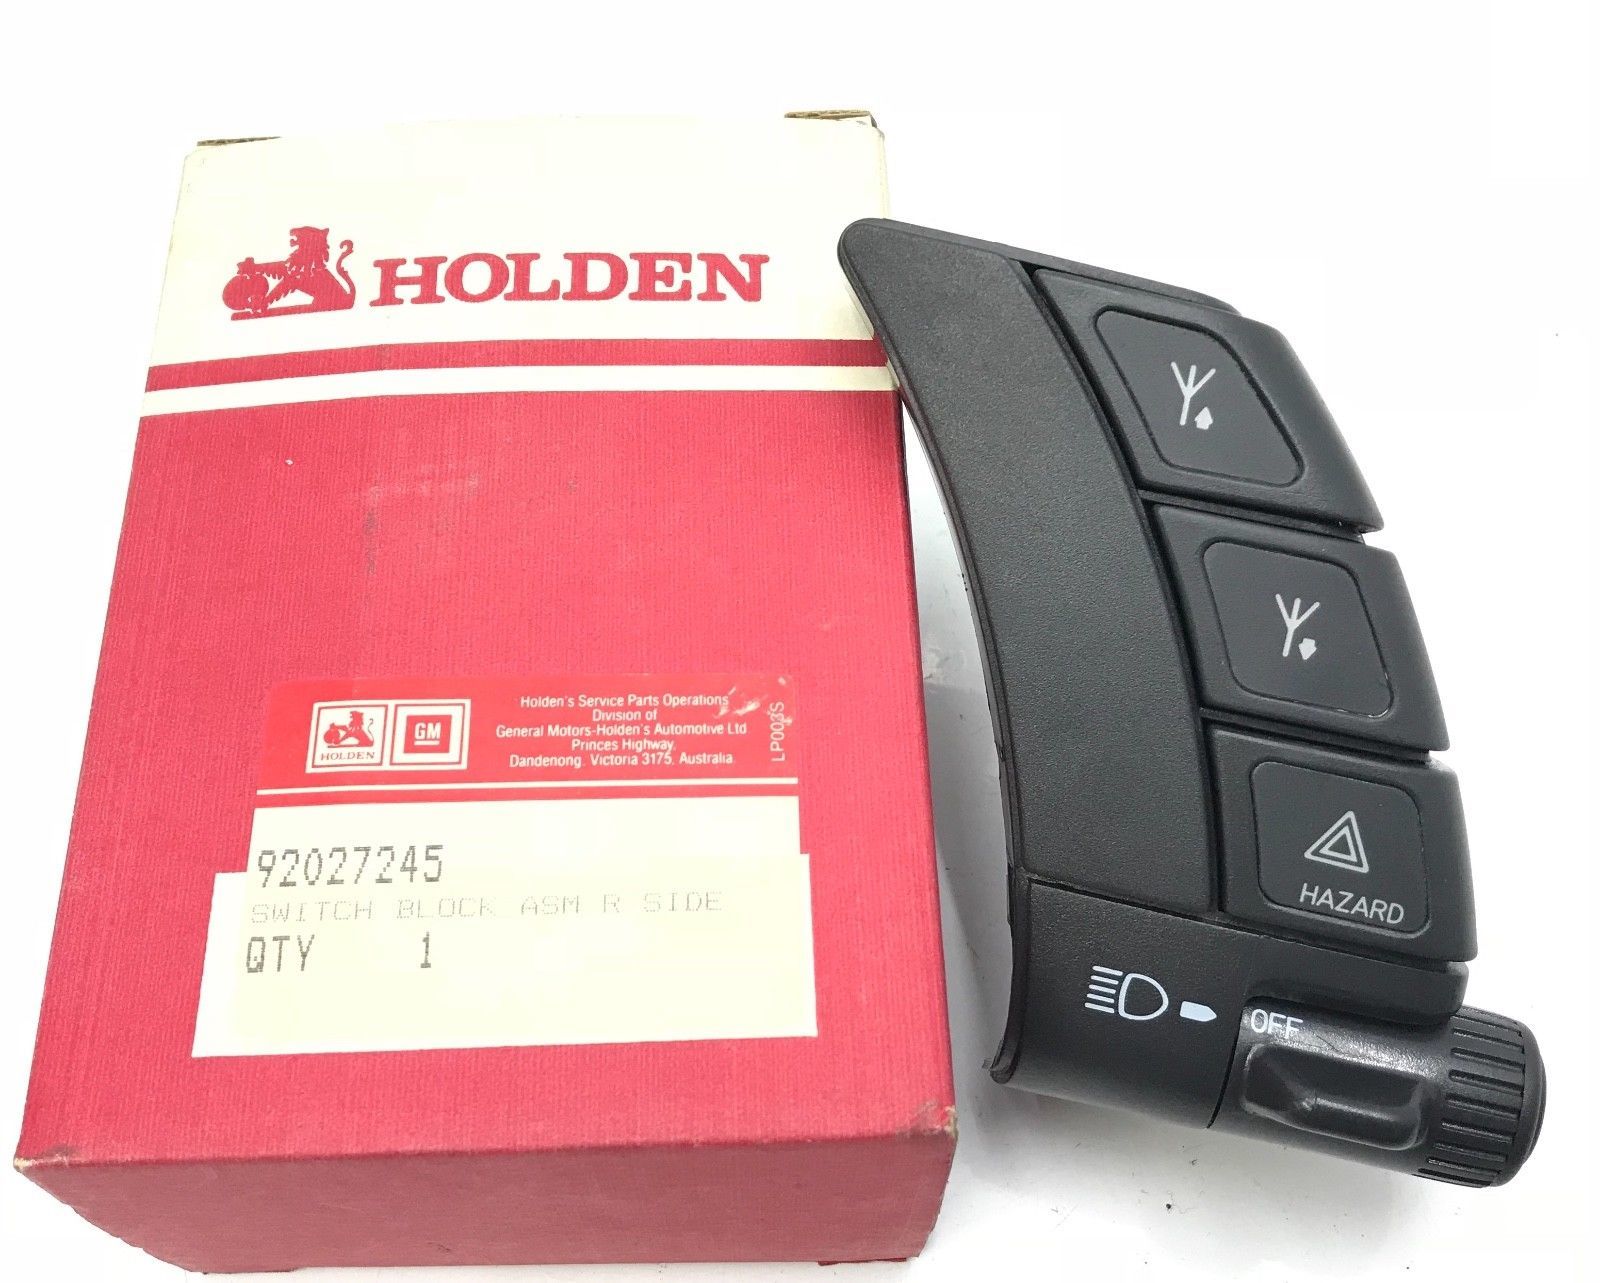 HOLDEN
HOLDEN
GM
Holden's Service Parts Operations
Division of
General Motors-Holden's Automotive Ltd
Princes Highway,
Dandenong, Victoria 3175, Australia.
LP003S
92027245
SWITCH BLOCK ASM R SIDE
QTY 1
HAZARD
OFF